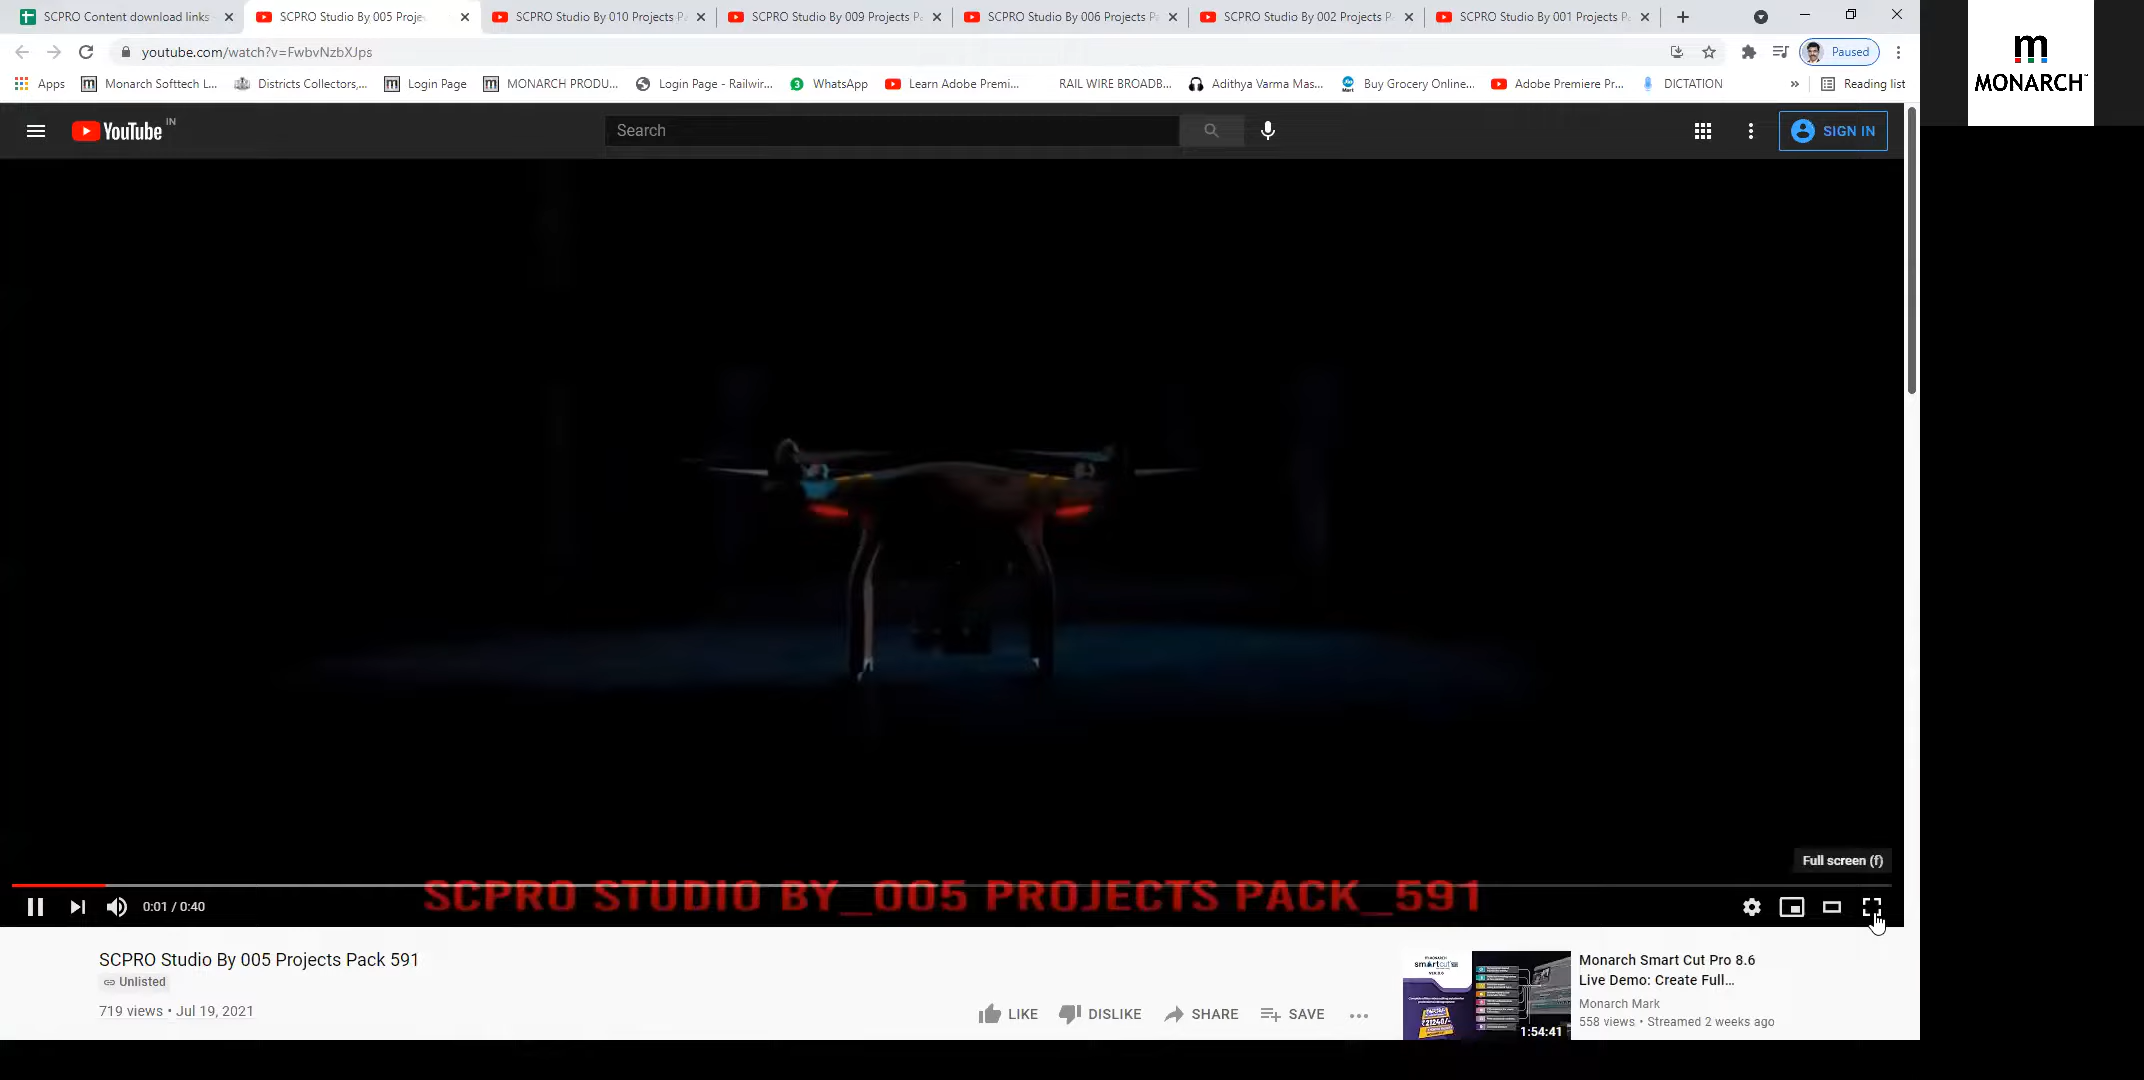 SCPRO Content download links
SCPRO Studio By 005 Proje
SCPRO Studio By 010 Projects P
SCPRO Studio By 009 Projects P
SCPRO Studio By 006 Projects P
SCPRO Studio By 002 Projects P
SCPRO Studio By 001 Projects P
youtube.com/watch?v=FwbvNzbXJps
Paused
Apps
Monarch Softtech L...
Districts Collectors,...
Login Page
MONARCH PRODU...
Login Page - Railwir...
WhatsApp
Learn Adobe Premi...
RAIL WIRE BROADB...
Adithya Varma Mas...
Buy Grocery Online...
Adobe Premiere Pr...
DICTATION
»
Reading list
m
MONARCH
YouTube IN
Search
SIGN IN
Full screen (f)
SCPRO STUDIO BY_005 PROJECTS PACK_591
0:01 / 0:40
SCPRO Studio By 005 Projects Pack 591
Unlisted
719 views • Jul 19, 2021
LIKE
DISLIKE
SHARE
SAVE
Monarch Smart Cut Pro 8.6
Live Demo: Create Full...
Monarch Mark
558 views • Streamed 2 weeks ago
1:54:41